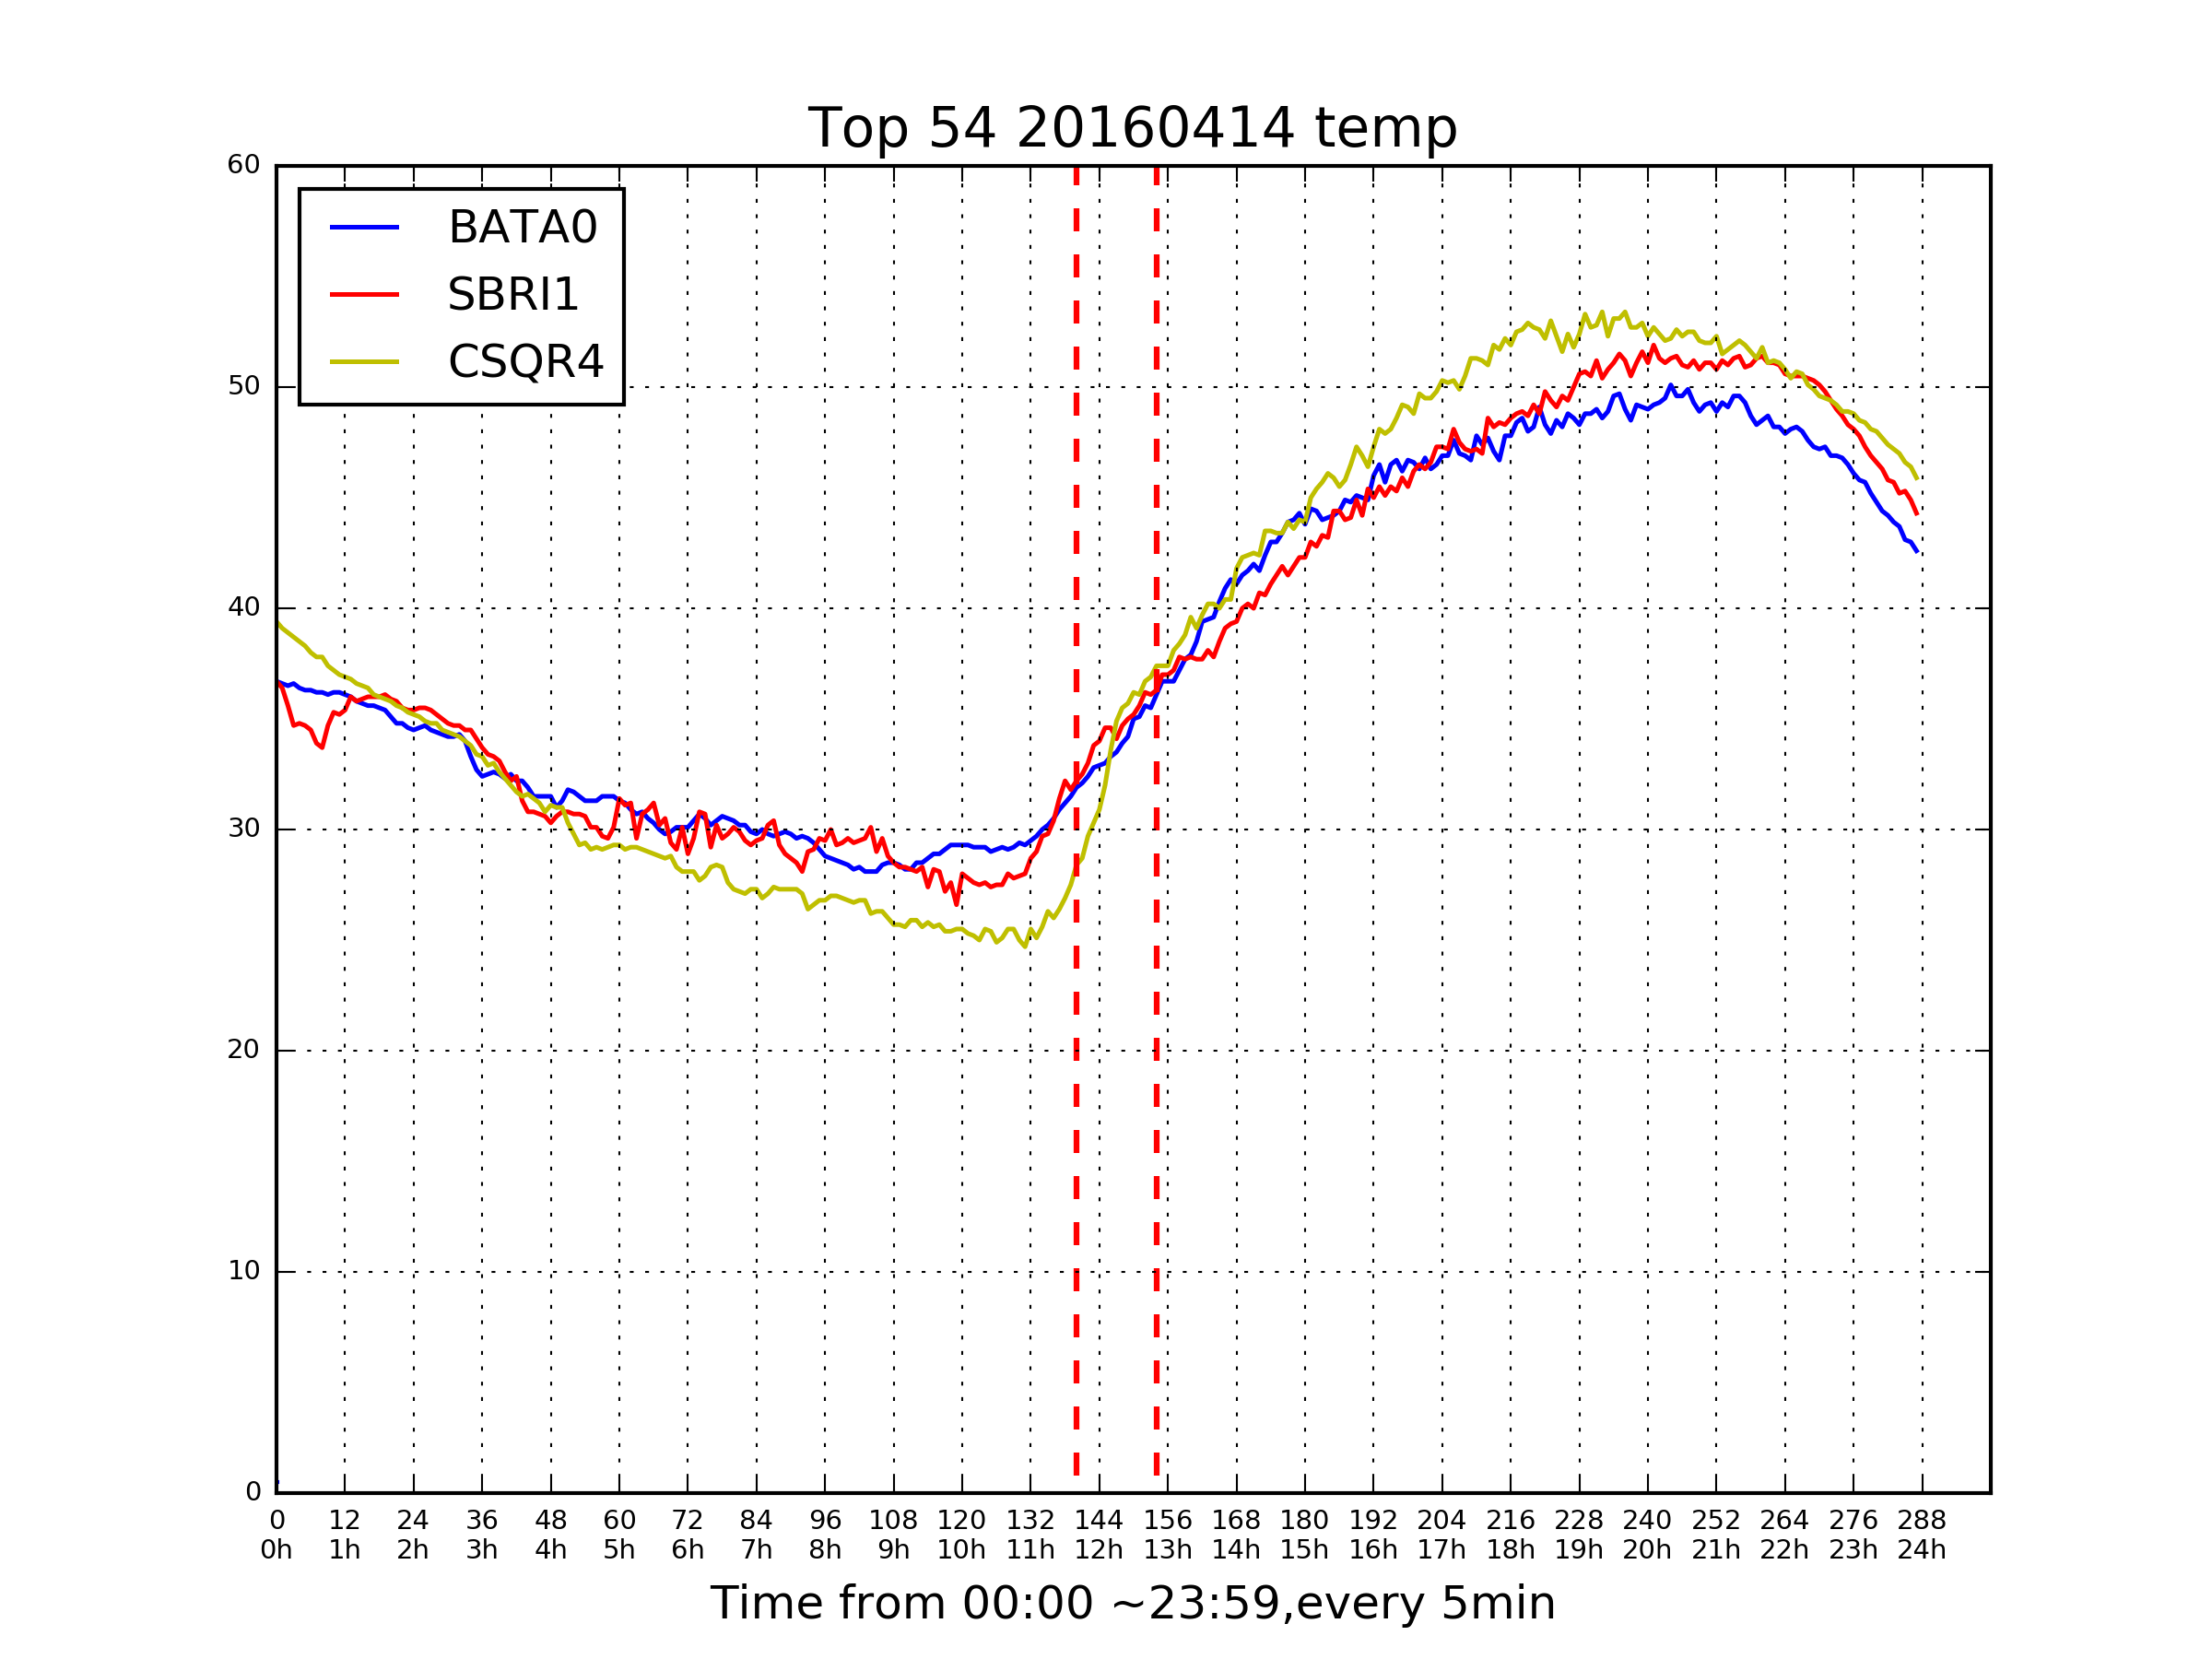 Top 54 20160414 temp
60
50
40
30
20
10
0
BATA0
SBRI1
CSQR4
0 12 24 36 48 60 72 84 96 108 120 132 144 156 168 180 192 204 216 228 240 252 264 276 288
0h 1h 2h 3h 4h 5h 6h 7h 8h 9h 10h 11h 12h 13h 14h 15h 16h 17h 18h 19h 20h 21h 22h 23h 24h
Time from 00:00 ~23:59,every 5min